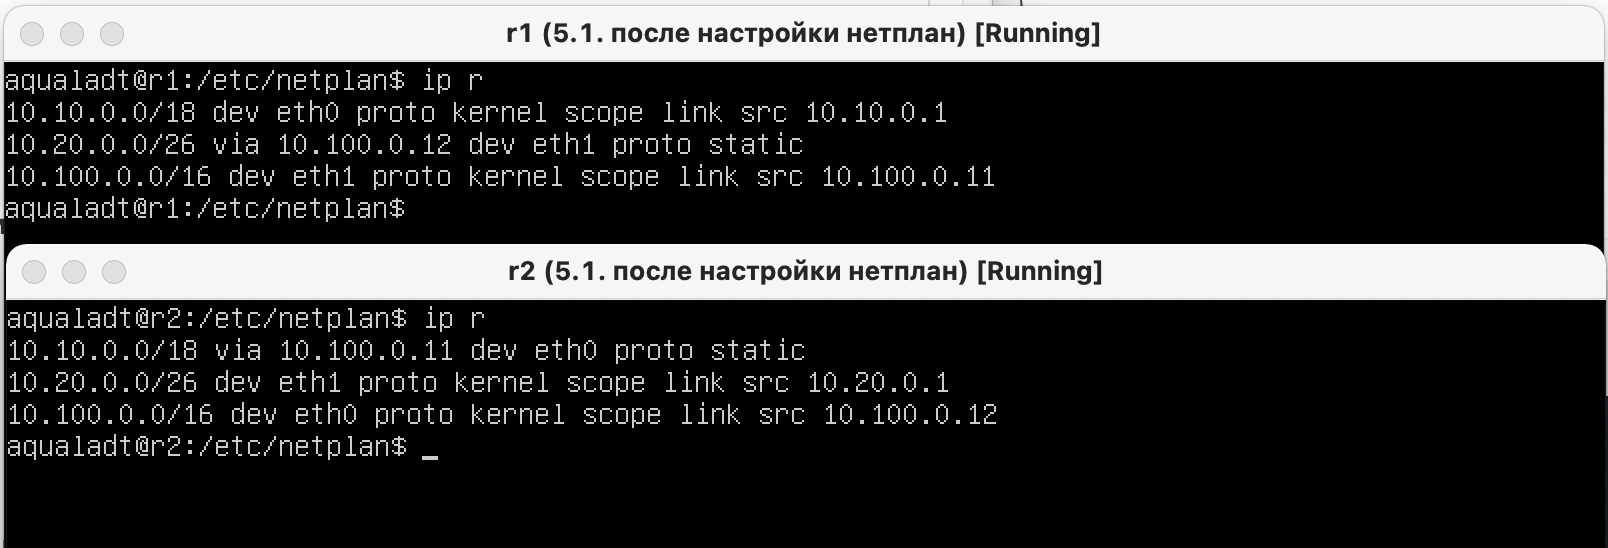 r1 (5.1. после настройки нетплан) [Running]
aqualadt@r1:/etc/netplan$ ip r
10.10.0.0/18 dev eth0 proto kernel scope link src 10.10.0.1
10.20.0.0/26 via 10.100.0.12 dev eth1 proto static
10.100.0.0/16 dev eth1 proto kernel scope link src 10.100.0.11
aqualadt@r1:/etc/netplan$
r2 (5.1. после настройки нетплан) [Running]
aqualadt@r2:/etc/netplan$ ip r
10.10.0.0/18 via 10.100.0.11 dev eth0 proto static
10.20.0.0/26 dev eth1 proto kernel scope link src 10.20.0.1
10.100.0.0/16 dev eth0 proto kernel scope link src 10.100.0.12
aqualadt@r2:/etc/netplan$ _